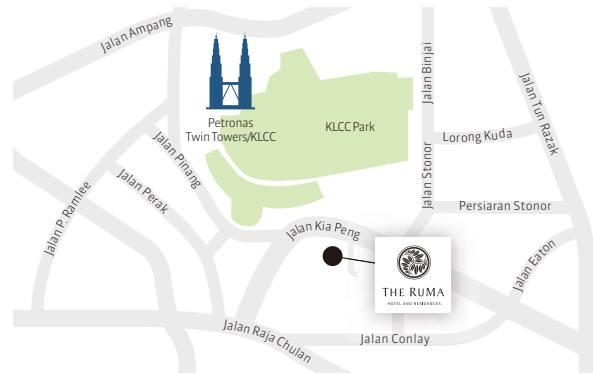 Jalan Ampang
Petronas
Twin Towers/KLCC
KLCC Park
Jalan Binjai
Jalan Tun Razak
Lorong Kuda
Jalan Pinang
Jalan Perak
Jalan P. Ramlee
Jalan Stonor
Persiaran Stonor
Jalan Kia Peng
Jalan Eaton
THE RUMA
HOTEL AND RESIDENCES
Jalan Raja Chulan
Jalan Conlay